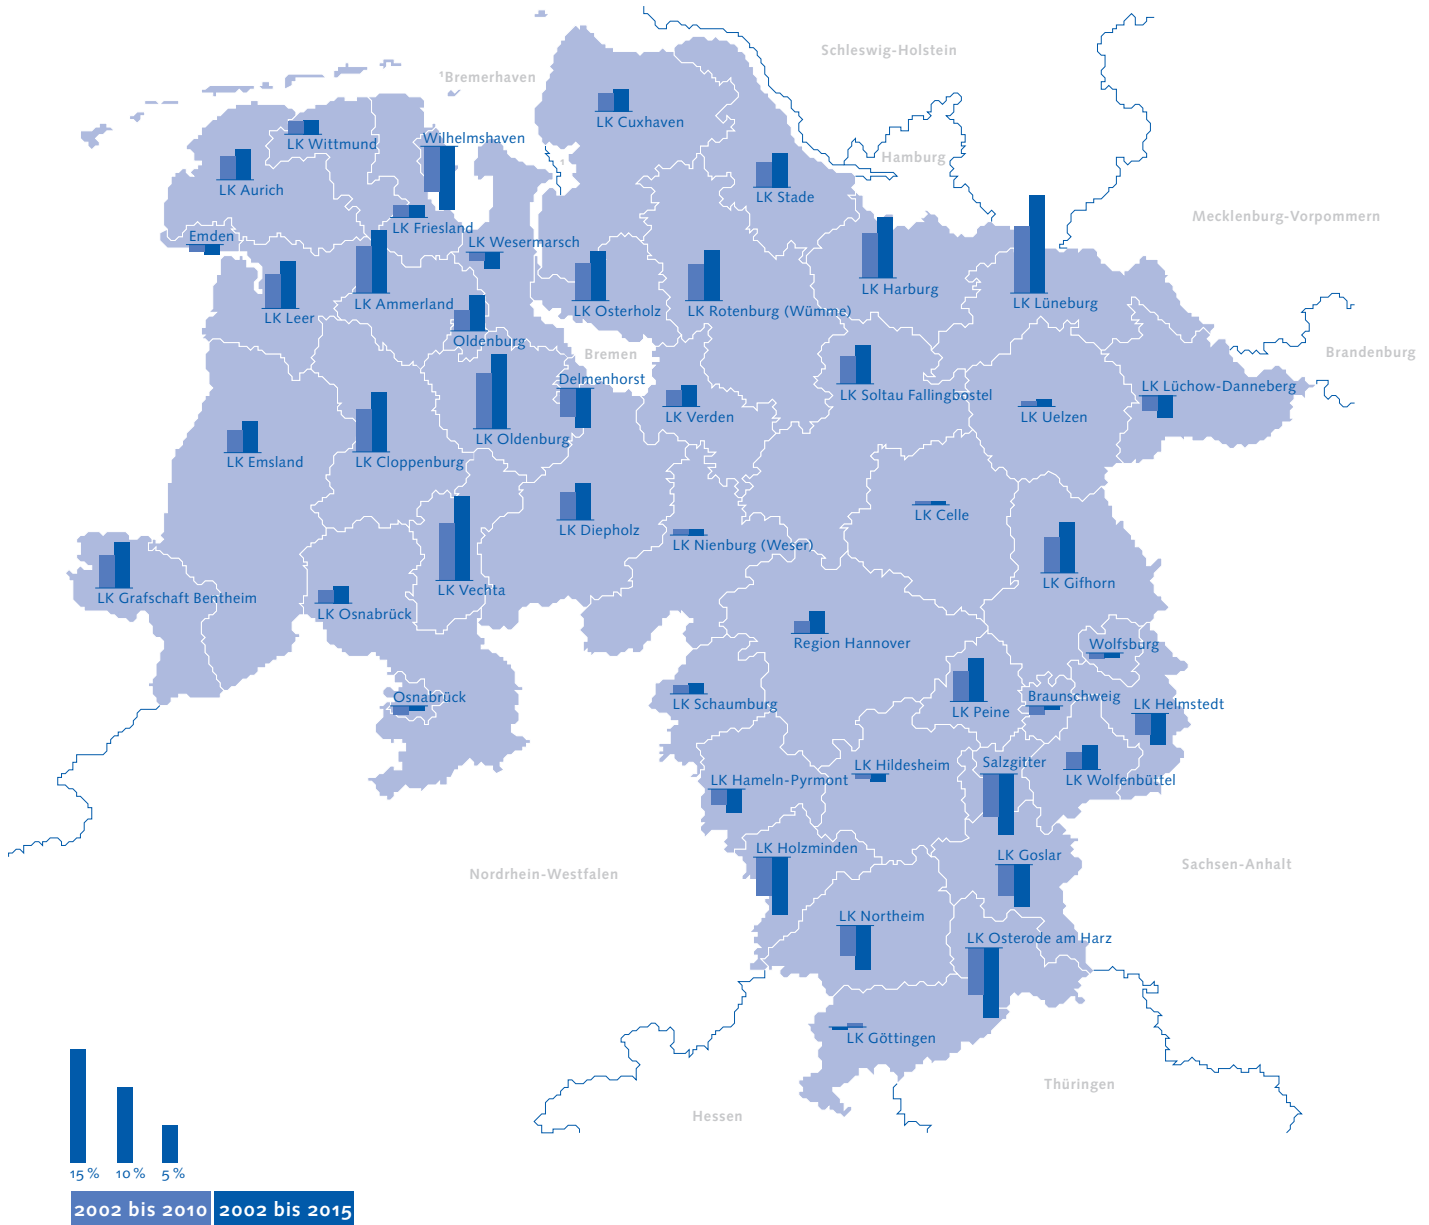 Schleswig-Holstein
¹Bremerhaven
LK Cuxhaven
Wilhelmshaven
LK Wittmund
Hamburg
¹
LK Aurich
LK Stade
Mecklenburg-Vorpommern
LK Friesland
Emden
LK Wesermarsch
LK Harburg
LK Ammerland
LK Lüneburg
LK Leer
LK Osterholz
LK Rotenburg (Wümme)
Oldenburg
Bremen
Brandenburg
Delmenhorst
LK Lüchow-Danneberg
LK Soltau Fallingbostel
LK Verden
LK Uelzen
LK Oldenburg
LK Emsland
LK Cloppenburg
LK Celle
LK Diepholz
LK Nienburg (Weser)
LK Gifhorn
LK Vechta
LK Grafschaft Bentheim
LK Osnabrück
Region Hannover
Wolfsburg
Osnabrück
Braunschweig
LK Schaumburg
LK Helmstedt
LK Peine
Salzgitter
LK Hildesheim
LK Hameln-Pyrmont
LK Wolfenbüttel
LK Holzminden
LK Goslar
Sachsen-Anhalt
Nordrhein-Westfalen
LK Northeim
LK Osterode am Harz
LK Göttingen
Thüringen
Hessen
15 % 10 % 5 %
2002 bis 2010 2002 bis 2015